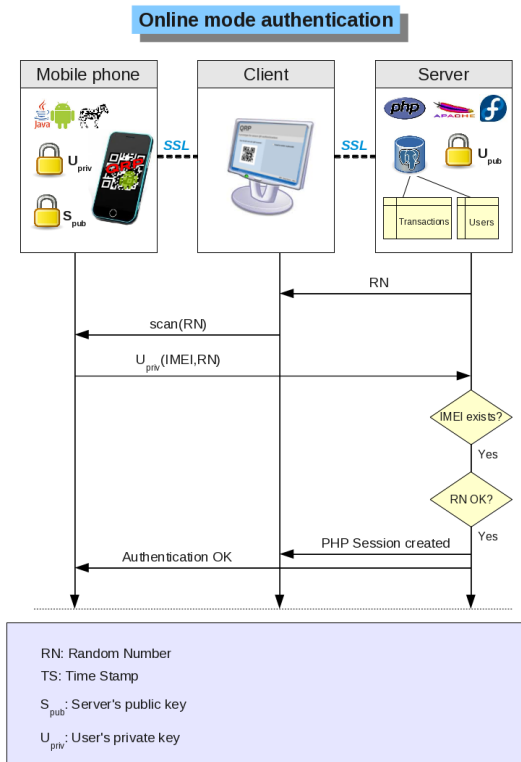 Online mode authentication
Mobile phone
Client
Server
Java
php
APACHE
QRP
QRP
SSL
SSL
U priv
S pub
U pub
Transactions
Users
RN
scan(RN)
U priv (IMEI,RN)
IMEI exists?
Yes
RN OK?
Yes
PHP Session created
Authentication OK
RN: Random Number
TS: Time Stamp
S pub : Server's public key
U priv : User's private key